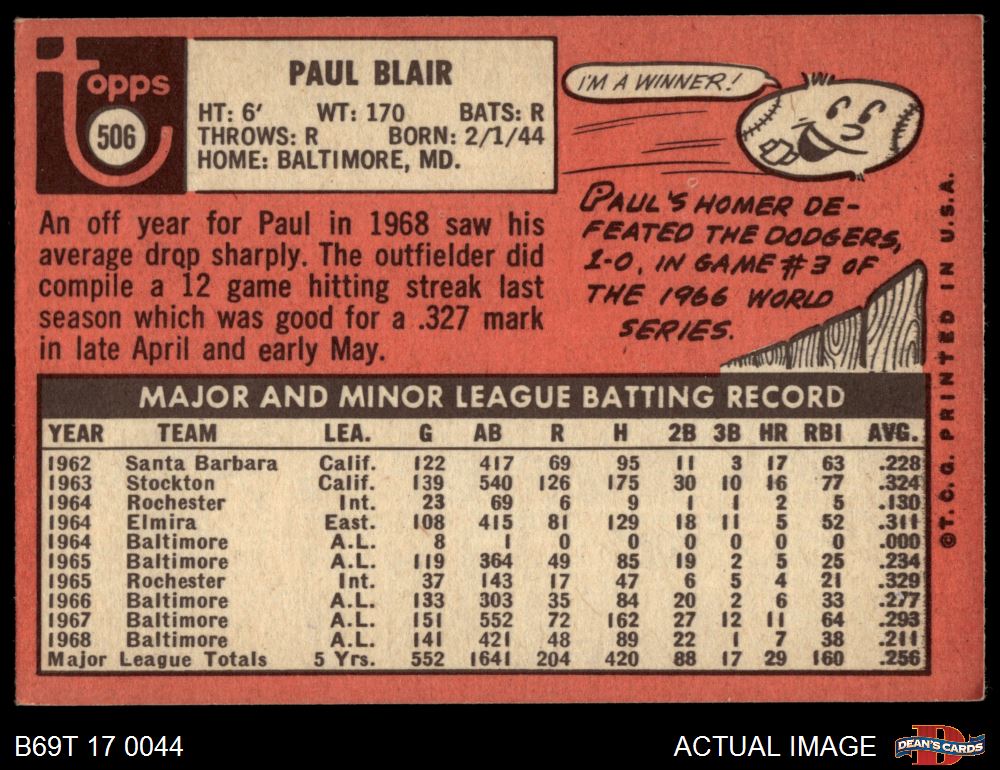 topps
506
PAUL BLAIR
HT: 6' WT: 170 BATS: R
THROWS: R BORN: 2/1/44
HOME: BALTIMORE, MD.
I'M A WINNER!
An off year for Paul in 1968 saw his
average drop sharply. The outfielder did
compile a 12 game hitting streak last
season which was good for a .327 mark
in late April and early May.
PAUL'S HOMER DE-
FEATED THE DODGERS,
1-0, IN GAME #3 OF
THE 1966 WORLD
SERIES.
MAJOR AND MINOR LEAGUE BATTING RECORD
YEAR TEAM LEA. G AB R H 2B 3B HR RBI AVG.
1962 Santa Barbara Calif. 122 417 69 95 11 3 17 63 .228
1963 Stockton Calif. 139 540 126 175 30 10 16 77 .324
1964 Rochester Int. 23 69 6 9 1 1 2 5 .130
1964 Elmira East. 108 415 81 129 18 11 5 52 .311
1964 Baltimore A.L. 8 1 0 0 0 0 0 0 .000
1965 Baltimore A.L. 119 364 49 85 19 2 5 25 .234
1965 Rochester Int. 37 143 17 47 6 5 4 21 .329
1966 Baltimore A.L. 133 303 35 84 20 2 6 33 .277
1967 Baltimore A.L. 151 552 72 162 27 12 11 64 .293
1968 Baltimore A.L. 141 421 48 89 22 1 7 38 .211
Major League Totals 5 Yrs. 552 1641 204 420 88 17 29 160 .256
©T. C. G. PRINTED IN U.S.A.
B69T 17 0044
ACTUAL IMAGE
D
DEAN'S CARDS